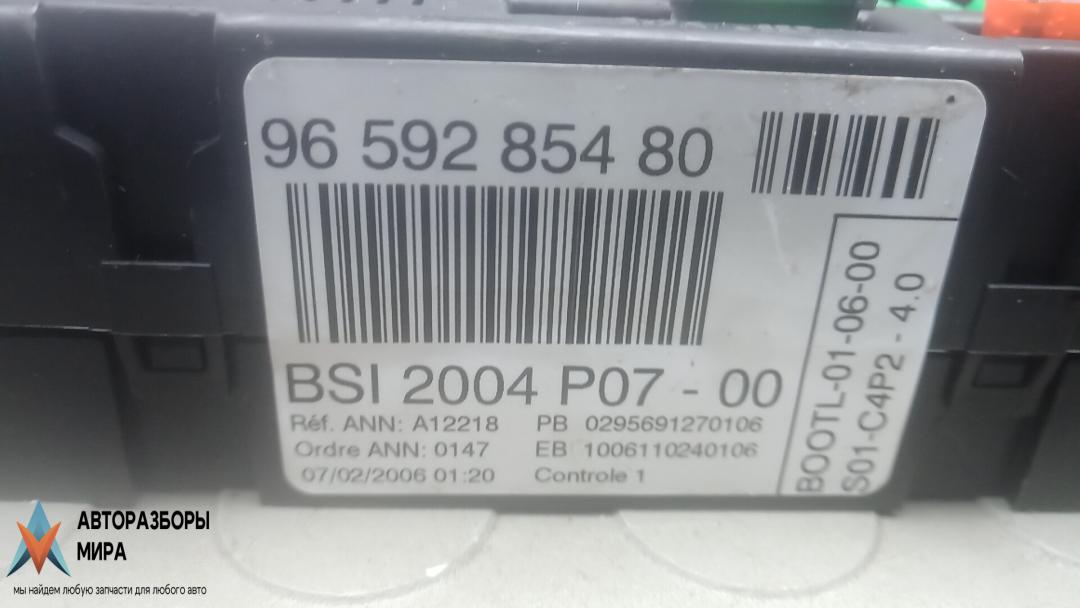 96 592 854 80
BSI 2004 P07 - 00
Réf. ANN: A12218 PB 0295691270106
Ordre ANN: 0147 EB 1006110240106
07/02/2006 01:20 Controle 1
BOOTL-01-06-00
S01-C4P2 - 4.0
АВТОРАЗБОРЫ
МИРА
мы найдем любую запчасти для любого авто